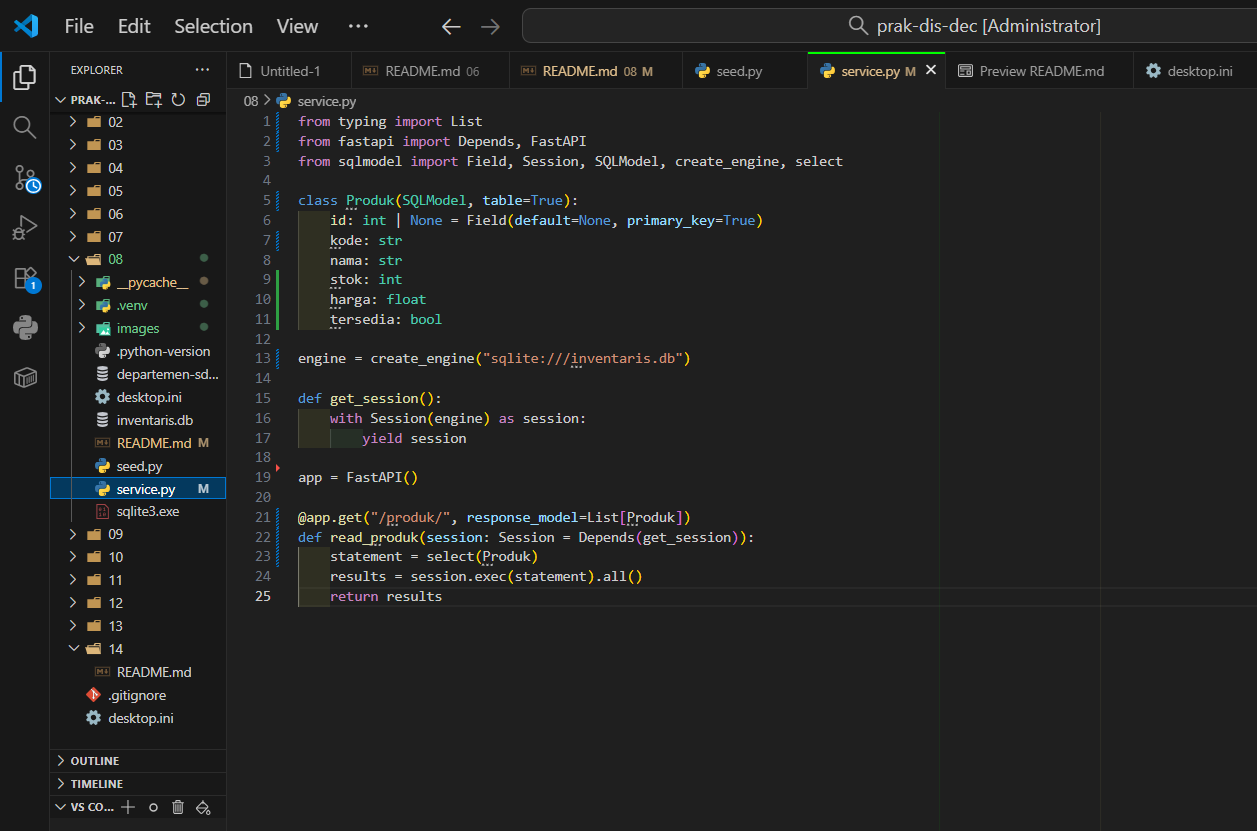 File Edit Selection View ··· prak-dis-dec [Administrator]
EXPLORER ···
Untitled-1 README.md 06 README.md 08 M seed.py service.py M Preview README.md desktop.ini
PRAK-...
08 > service.py
02
03
04
05
06
07
08
__pycache__
.venv
images
.python-version
departemen-sd...
desktop.ini
inventaris.db
README.md M
seed.py
service.py M
sqlite3.exe
09
10
11
12
13
14
README.md
.gitignore
desktop.ini
OUTLINE
TIMELINE
VS CO...
1
1 from typing import List
2 from fastapi import Depends, FastAPI
3 from sqlmodel import Field, Session, SQLModel, create_engine, select
4
5 class Produk(SQLModel, table=True):
6     id: int | None = Field(default=None, primary_key=True)
7     kode: str
8     nama: str
9     stok: int
10     harga: float
11     tersedia: bool
12
13 engine = create_engine("sqlite:///inventaris.db")
14
15 def get_session():
16     with Session(engine) as session:
17         yield session
18
19 app = FastAPI()
20
21 @app.get("/produk/", response_model=List[Produk])
22 def read_produk(session: Session = Depends(get_session)):
23     statement = select(Produk)
24     results = session.exec(statement).all()
25     return results